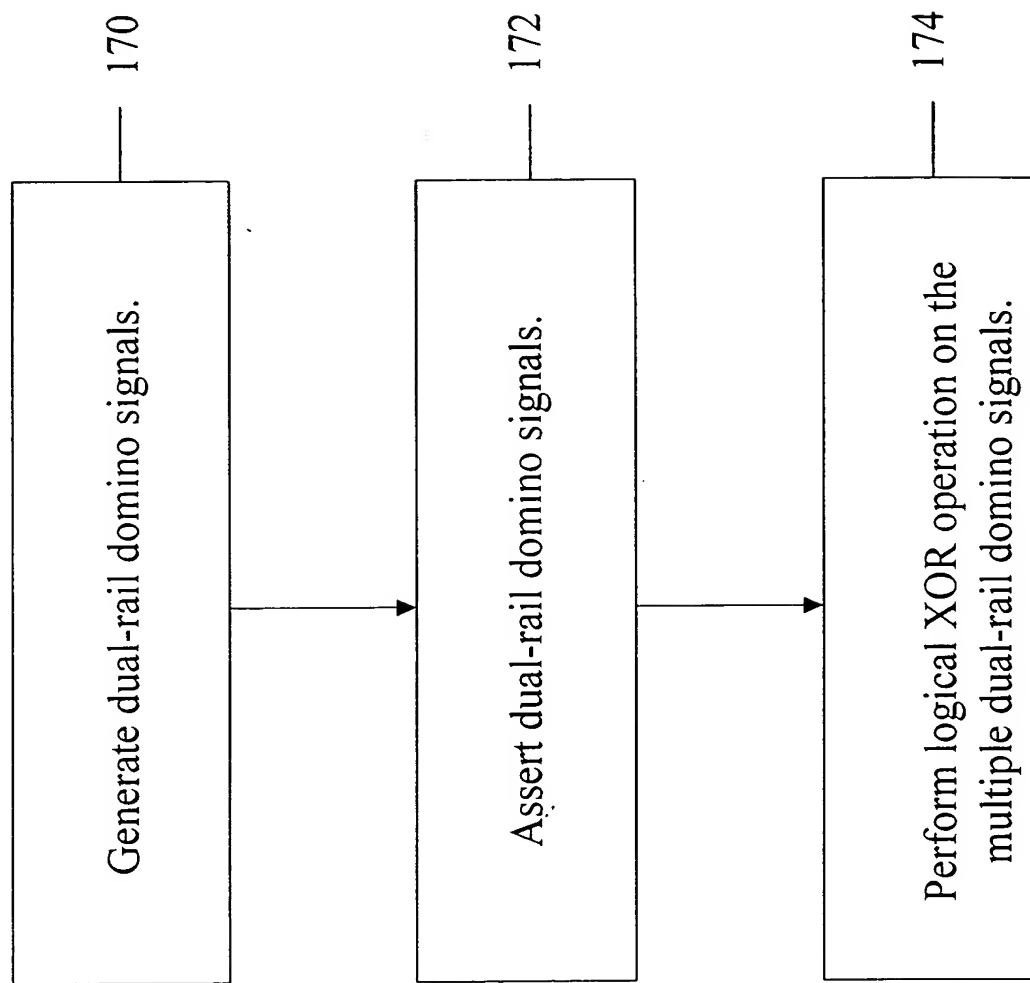 Generate dual-rail domino signals.
170
Assert dual-rail domino signals.
172
Perform logical XOR operation on the
multiple dual-rail domino signals.
174